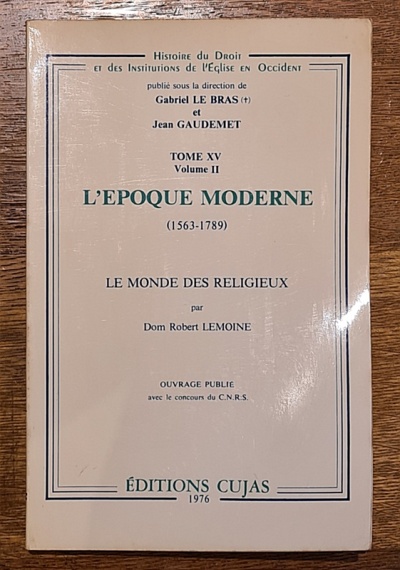 Histoire du Droit
et des Institutions de l'Église en Occident
publié sous la direction de
Gabriel LE BRAS (†)
et
Jean GAUDEMET
TOME XV
Volume II
L'EPOQUE MODERNE
(1563-1789)
LE MONDE DES RELIGIEUX
par
Dom Robert LEMOINE
OUVRAGE PUBLIE
avec le concours du C.N.R.S.
ÉDITIONS CUJAS
1976